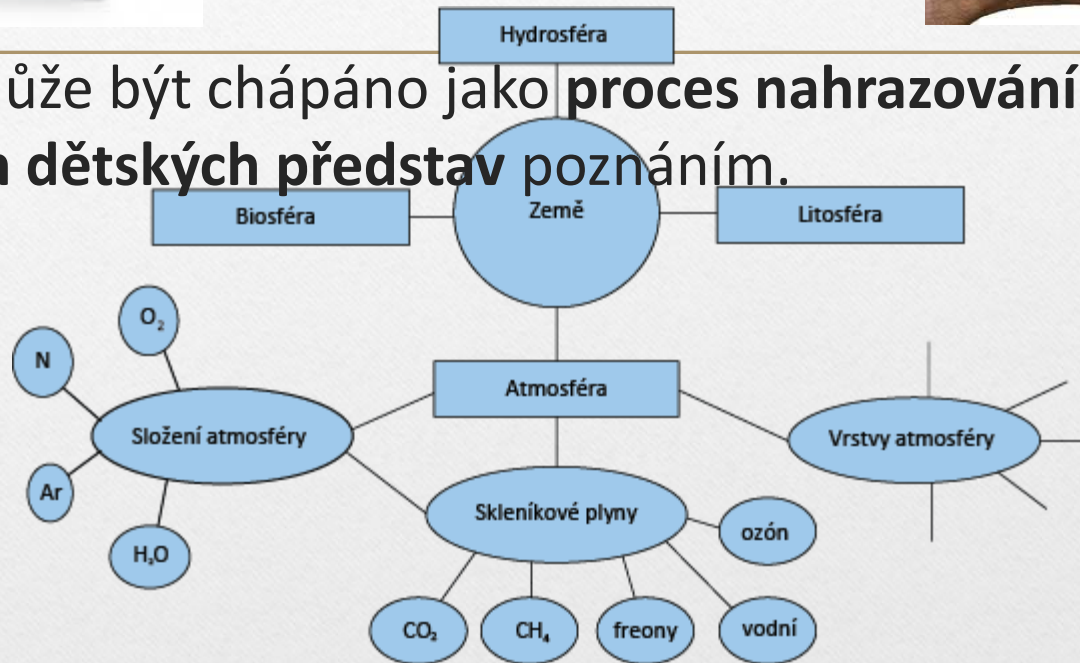 Hydrosféra
ůže být chápáno jako proces nahrazování
dětských představ poznáním.
Biosféra
Země
Litosféra
O₂
N
Atmosféra
Složení atmosféry
Vrstvy atmosféry
Ar
Skleníkové plyny
ozón
H₂O
CO₂
CH₄
freony
vodní